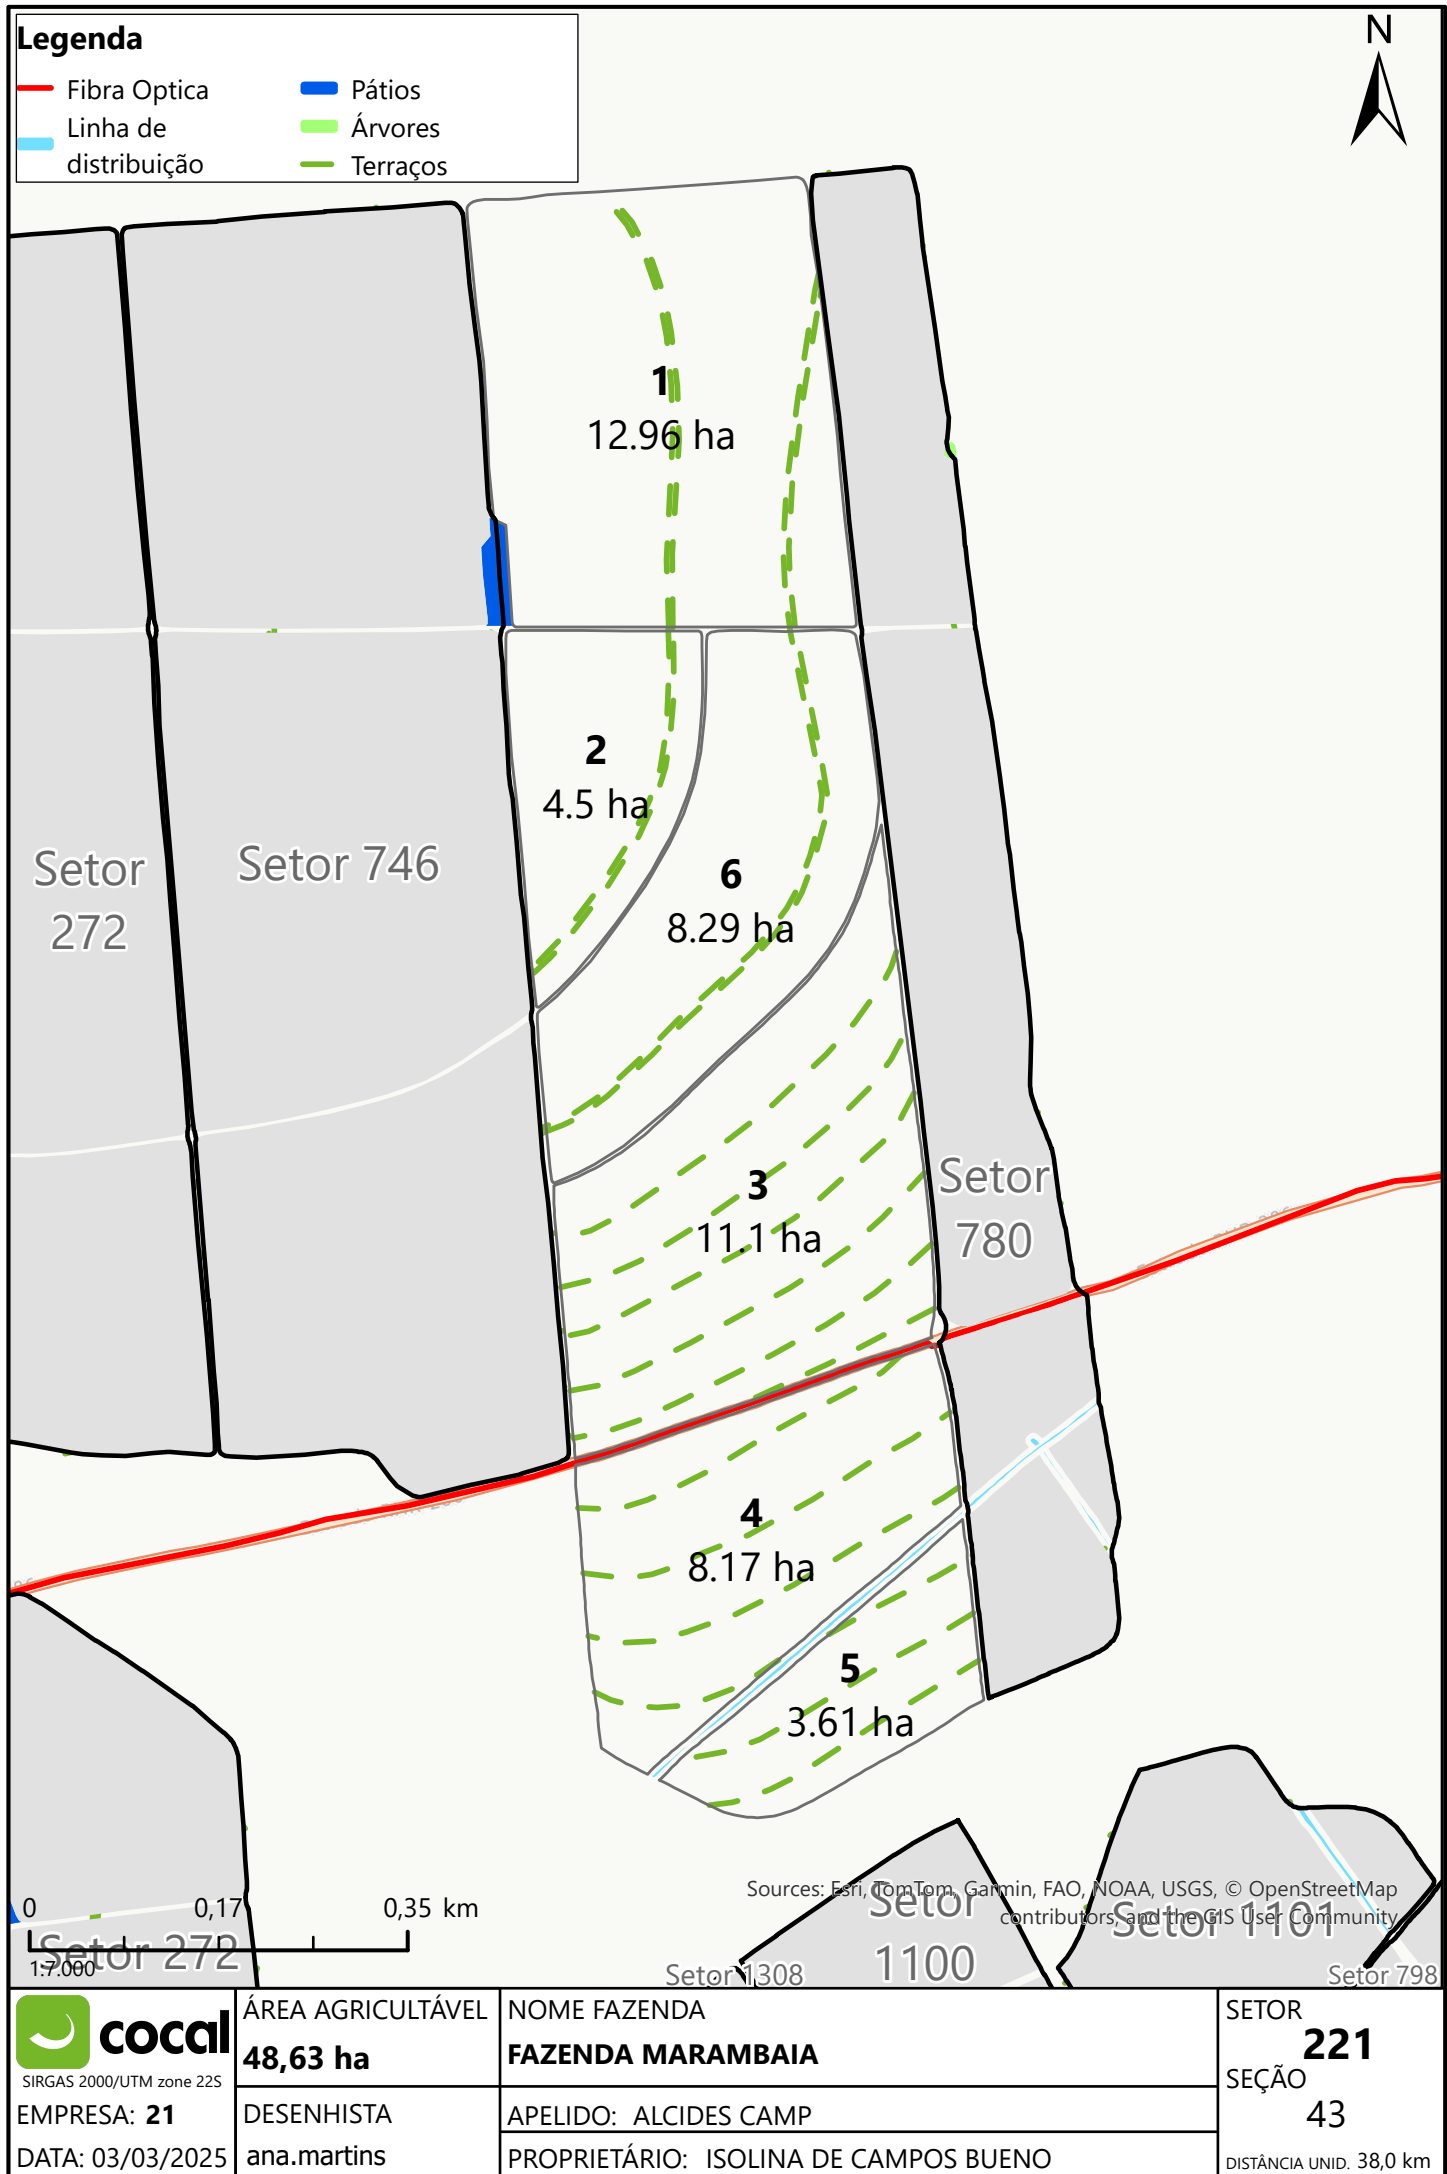 Legenda
Fibra Optica
Linha de
distribuição
Pátios
Árvores
Terraços
N
1
12.96 ha
2
4.5 ha
6
8.29 ha
Setor
272
Setor 746
3
11.1 ha
Setor
780
4
8.17 ha
5
3.61 ha
Sources: Esri, TomTom, Garmin, FAO, NOAA, USGS, © OpenStreetMap
contributors, and the GIS User Community
0 0,17 0,35 km
1:7.000
Setor 272
Setor 1308
Setor
1100
Setor 1101
Setor 798
cocal
SIRGAS 2000/UTM zone 22S
EMPRESA: 21
DATA: 03/03/2025
ÁREA AGRICULTÁVEL
48,63 ha
DESENHISTA
ana.martins
NOME FAZENDA
FAZENDA MARAMBAIA
APELIDO: ALCIDES CAMP
PROPRIETÁRIO: ISOLINA DE CAMPOS BUENO
SETOR
221
SEÇÃO
43
DISTÂNCIA UNID. 38,0 km